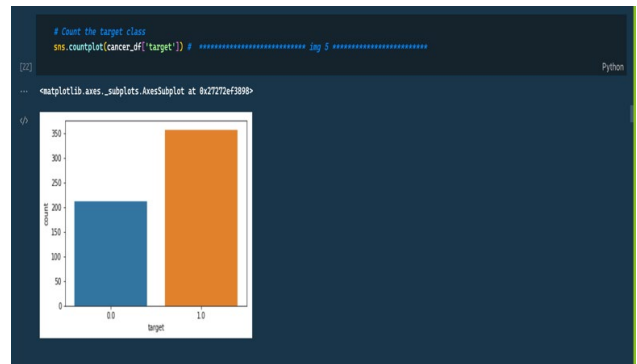 # Count the target class
sns.countplot(cancer_df['target']) # **************************** img 5 *************************
[22]
Python
... <matplotlib.axes._subplots.AxesSubplot at 0x27272ef3898>
</>
350
300
250
200
150
100
50
0
count
0.0 1.0
target